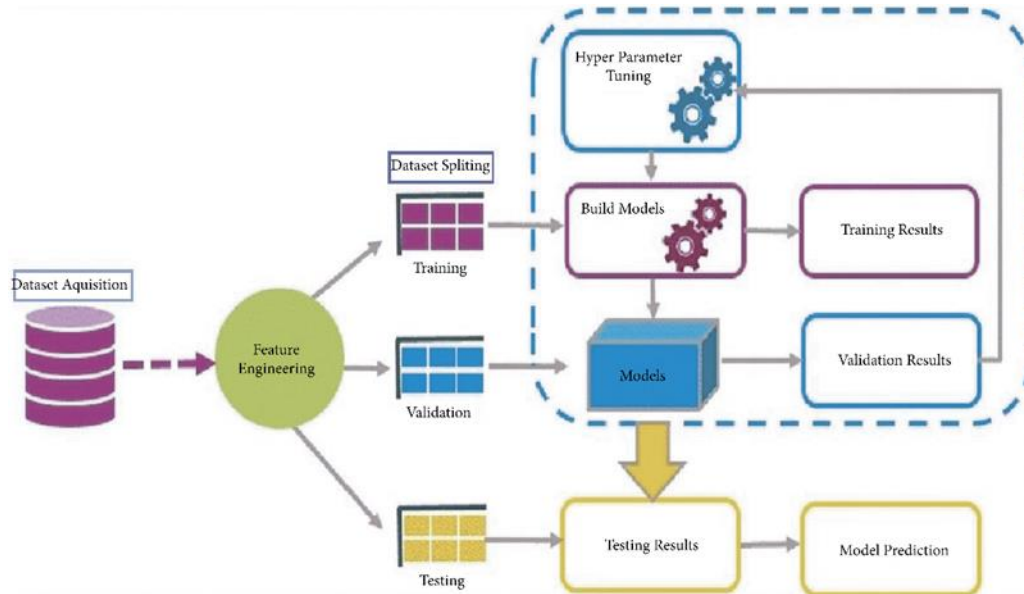 Hyper Parameter
Tuning
Dataset Spliting
Build Models
Training Results
Training
Dataset Aquisition
Feature
Engineering
Models
Validation Results
Validation
Testing Results
Model Prediction
Testing